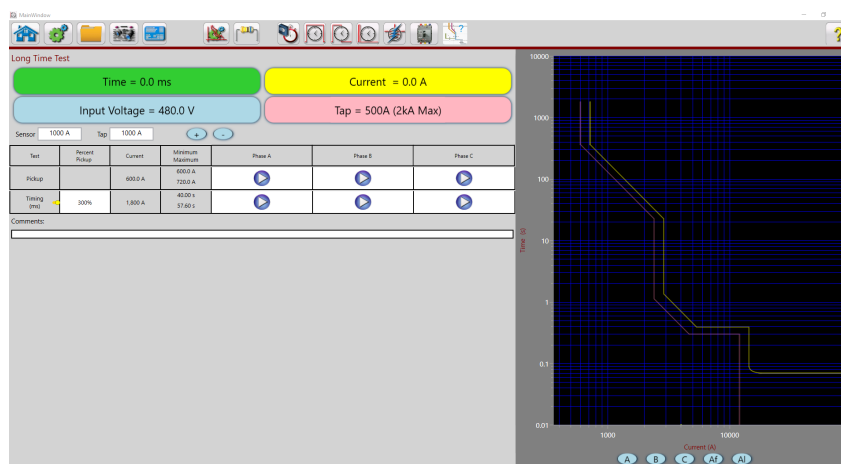 MainWindow
Long Time Test
Time = 0.0 ms
Current = 0.0 A
Input Voltage = 480.0 V
Tap = 500A (2kA Max)
Sensor 1000 A Tap 1000 A + -
Test Percent Pickup Current Minimum Maximum Phase A Phase B Phase C
Pickup 600.0 A 600.0 A 720.0 A
Timing (ms) 300% 1,800 A 40.00 s 57.60 s
Comments:
10000
1000
100
10
1
0.1
0.01
Time (s)
1000 10000
Current (A)
A B C Af Al